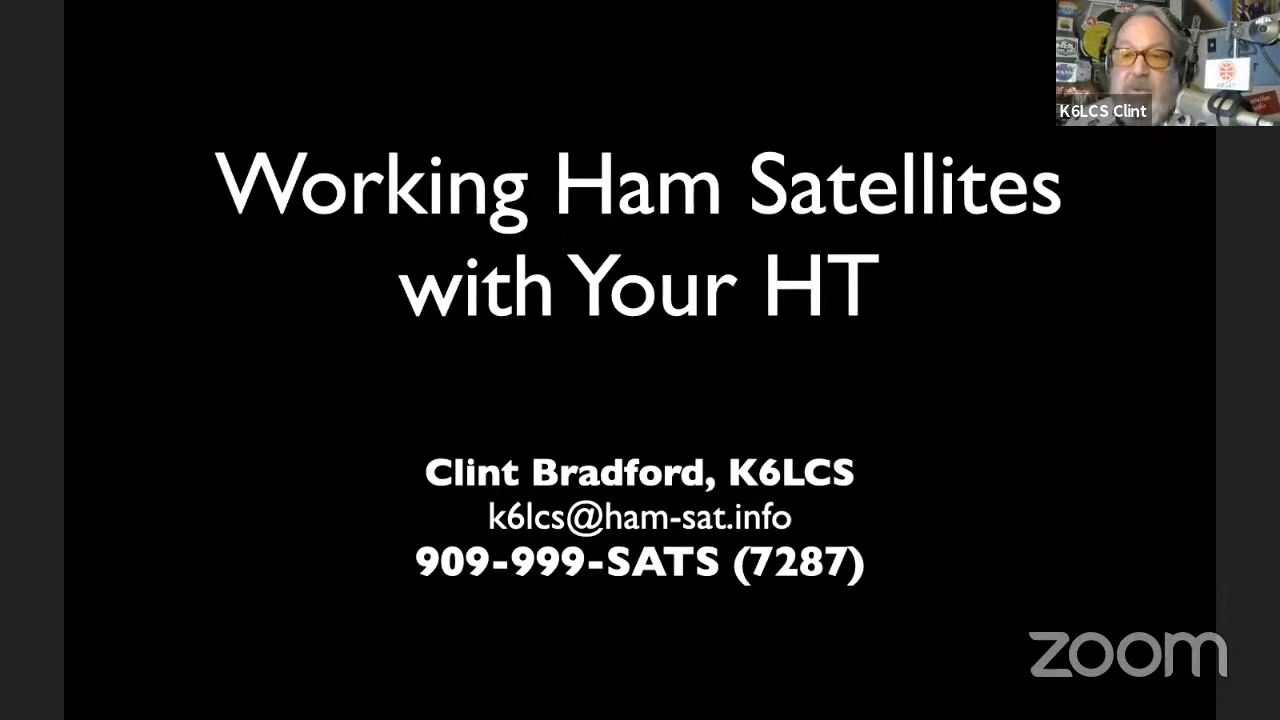 K6LCS Clint
Working Ham Satellites
with Your HT
Clint Bradford, K6LCS
k6lcs@ham-sat.info
909-999-SATS (7287)
zoom